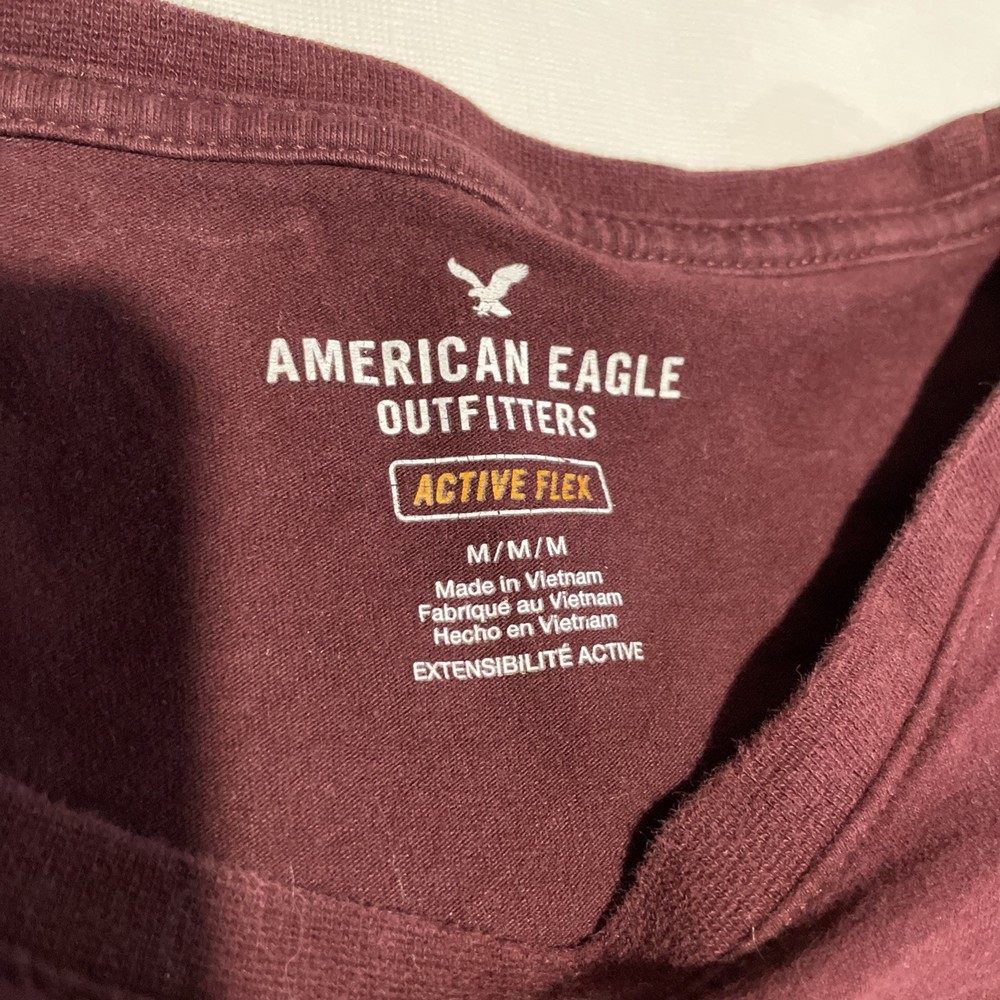 AMERICAN EAGLE
OUTFITTERS
ACTIVE FLEX
M/M/M
Made in Vietnam
Fabriqué au Vietnam
Hecho en Vietnam
EXTENSIBILITÉ ACTIVE